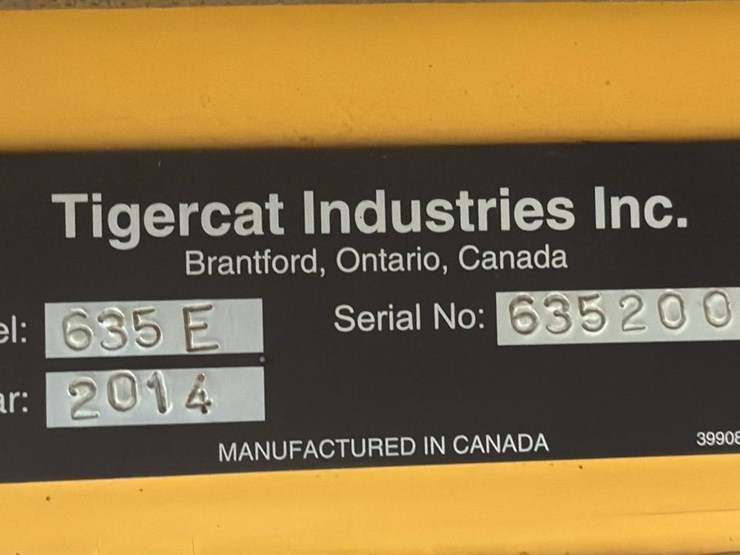 Tigercat Industries Inc.
Brantford, Ontario, Canada
el: 635 E Serial No: 635200
ar: 2014
MANUFACTURED IN CANADA 39908